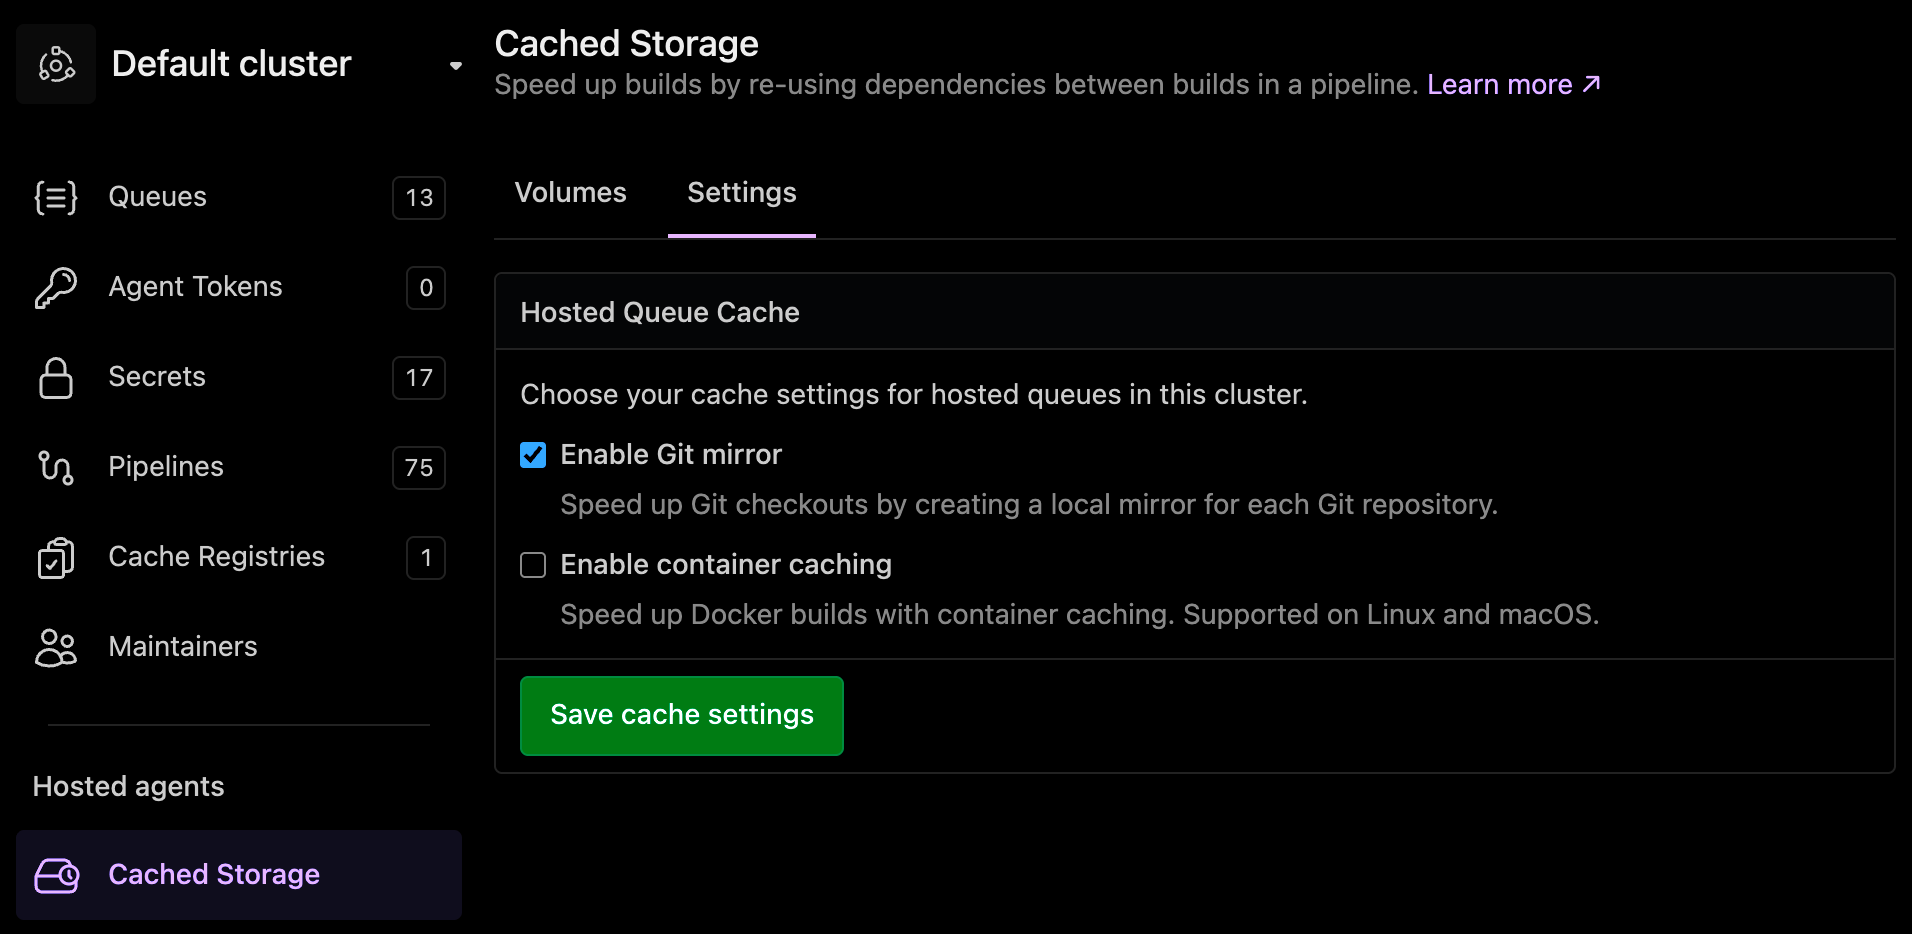 Default cluster
Queues 13
Agent Tokens 0
Secrets 17
Pipelines 75
Cache Registries 1
Maintainers
Hosted agents
Cached Storage
Cached Storage
Speed up builds by re-using dependencies between builds in a pipeline. Learn more ↗
Volumes Settings
Hosted Queue Cache
Choose your cache settings for hosted queues in this cluster.
Enable Git mirror
Speed up Git checkouts by creating a local mirror for each Git repository.
Enable container caching
Speed up Docker builds with container caching. Supported on Linux and macOS.
Save cache settings